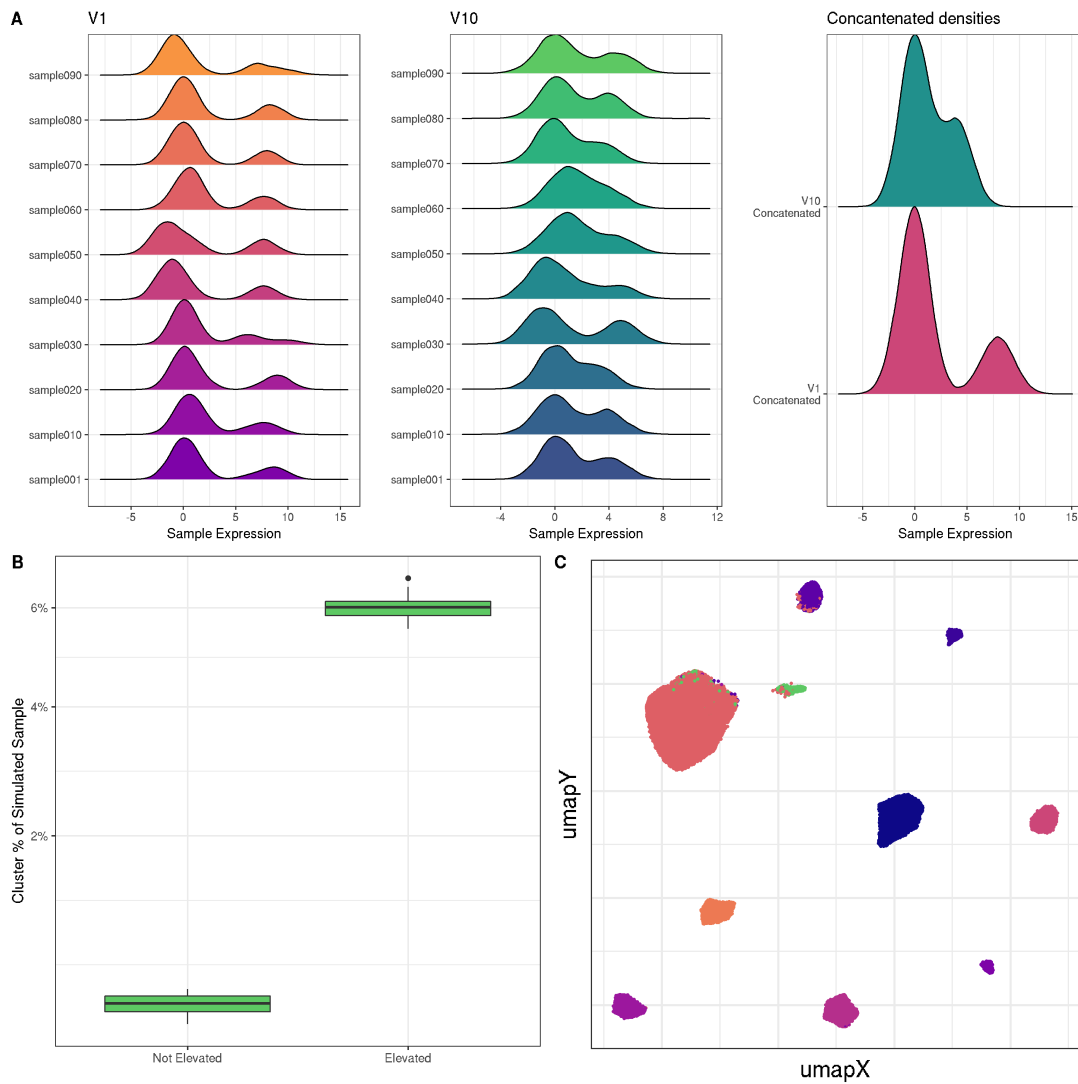 A
V1
V10
Concantenated densities
sample090
sample080
sample070
sample060
sample050
sample040
sample030
sample020
sample010
sample001
-5 0 5 10 15
Sample Expression
sample090
sample080
sample070
sample060
sample050
sample040
sample030
sample020
sample010
sample001
-4 0 4 8 12
Sample Expression
V10
Concatenated
V1
Concatenated
-5 0 5 10 15
Sample Expression
B
Cluster % of Simulated Sample
6%
4%
2%
Not Elevated Elevated
C
umapY
umapX